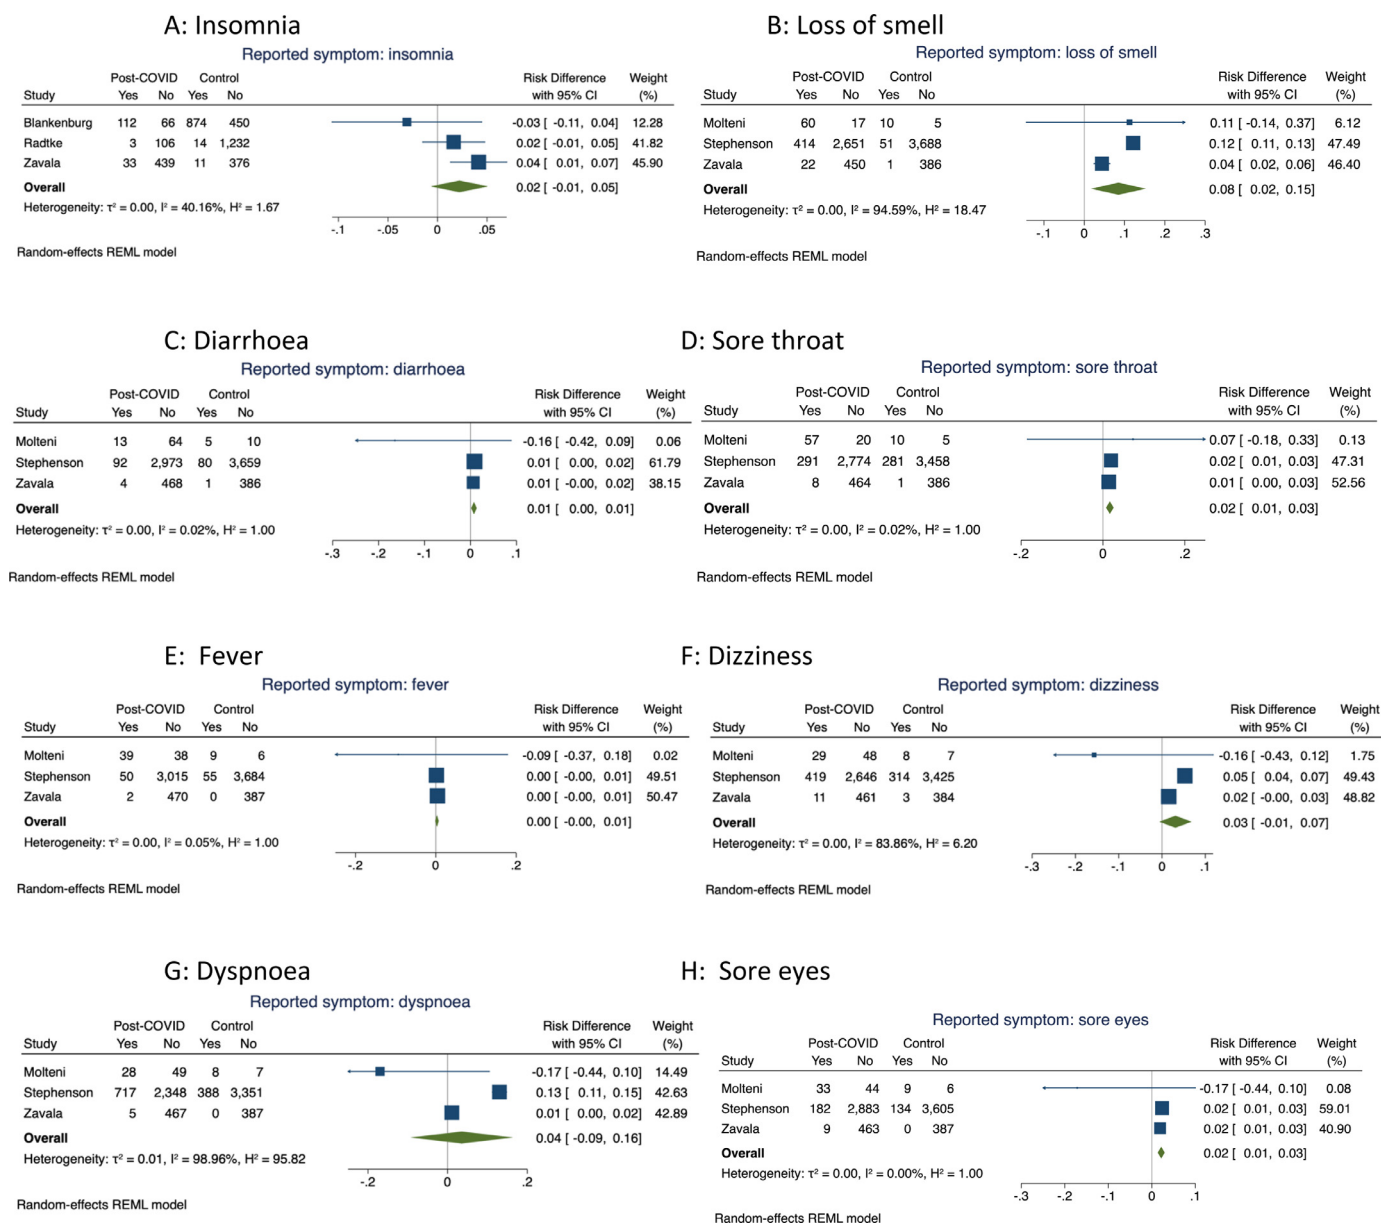 A: Insomnia
Reported symptom: insomnia
Post-COVID Control Risk Difference Weight
Study Yes No Yes No with 95% CI (%)
Blankenburg 112 66 874 450 -0.03 [ -0.11, 0.04] 12.28
Radtke 3 106 14 1,232 0.02 [ -0.01, 0.05] 41.82
Zavala 33 439 11 376 0.04 [ 0.01, 0.07] 45.90
Overall 0.02 [ -0.01, 0.05]
Heterogeneity: τ² = 0.00, I² = 40.16%, H² = 1.67
-.1 -.05 0 .05
Random-effects REML model
B: Loss of smell
Reported symptom: loss of smell
Post-COVID Control Risk Difference Weight
Study Yes No Yes No with 95% CI (%)
Molteni 60 17 10 5 0.11 [ -0.14, 0.37] 6.12
Stephenson 414 2,651 51 3,688 0.12 [ 0.11, 0.13] 47.49
Zavala 22 450 1 386 0.04 [ 0.02, 0.06] 46.40
Overall 0.08 [ 0.02, 0.15]
Heterogeneity: τ² = 0.00, I² = 94.59%, H² = 18.47
-.1 0 .1 .2 .3
Random-effects REML model
C: Diarrhoea
Reported symptom: diarrhoea
Post-COVID Control Risk Difference Weight
Study Yes No Yes No with 95% CI (%)
Molteni 13 64 5 10 -0.16 [ -0.42, 0.09] 0.06
Stephenson 92 2,973 80 3,659 0.01 [ 0.00, 0.02] 61.79
Zavala 4 468 1 386 0.01 [ -0.00, 0.02] 38.15
Overall 0.01 [ 0.00, 0.01]
Heterogeneity: τ² = 0.00, I² = 0.02%, H² = 1.00
-.3 -.2 -.1 0 .1
Random-effects REML model
D: Sore throat
Reported symptom: sore throat
Post-COVID Control Risk Difference Weight
Study Yes No Yes No with 95% CI (%)
Molteni 57 20 10 5 0.07 [ -0.18, 0.33] 0.13
Stephenson 291 2,774 281 3,458 0.02 [ 0.01, 0.03] 47.31
Zavala 8 464 1 386 0.01 [ 0.00, 0.03] 52.56
Overall 0.02 [ 0.01, 0.03]
Heterogeneity: τ² = 0.00, I² = 0.02%, H² = 1.00
-.2 0 .2
Random-effects REML model
E: Fever
Reported symptom: fever
Post-COVID Control Risk Difference Weight
Study Yes No Yes No with 95% CI (%)
Molteni 39 38 9 6 -0.09 [ -0.37, 0.18] 0.02
Stephenson 50 3,015 55 3,684 0.00 [ -0.00, 0.01] 49.51
Zavala 2 470 0 387 0.00 [ -0.00, 0.01] 50.47
Overall 0.00 [ -0.00, 0.01]
Heterogeneity: τ² = 0.00, I² = 0.05%, H² = 1.00
-.2 0 .2
Random-effects REML model
F: Dizziness
Reported symptom: dizziness
Post-COVID Control Risk Difference Weight
Study Yes No Yes No with 95% CI (%)
Molteni 29 48 8 7 -0.16 [ -0.43, 0.12] 1.75
Stephenson 419 2,646 314 3,425 0.05 [ 0.04, 0.07] 49.43
Zavala 11 461 3 384 0.02 [ -0.00, 0.03] 48.82
Overall 0.03 [ -0.01, 0.07]
Heterogeneity: τ² = 0.00, I² = 83.86%, H² = 6.20
-.3 -.2 -.1 0 .1
Random-effects REML model
G: Dyspnoea
Reported symptom: dyspnoea
Post-COVID Control Risk Difference Weight
Study Yes No Yes No with 95% CI (%)
Molteni 28 49 8 7 -0.17 [ -0.44, 0.10] 14.49
Stephenson 717 2,348 388 3,351 0.13 [ 0.11, 0.15] 42.63
Zavala 5 467 0 387 0.01 [ 0.00, 0.02] 42.89
Overall 0.04 [ -0.09, 0.16]
Heterogeneity: τ² = 0.01, I² = 98.96%, H² = 95.82
-.2 0 .2
Random-effects REML model
H: Sore eyes
Reported symptom: sore eyes
Post-COVID Control Risk Difference Weight
Study Yes No Yes No with 95% CI (%)
Molteni 33 44 9 6 -0.17 [ -0.44, 0.10] 0.08
Stephenson 182 2,883 134 3,605 0.02 [ 0.01, 0.03] 59.01
Zavala 9 463 0 387 0.02 [ 0.01, 0.03] 40.90
Overall 0.02 [ 0.01, 0.03]
Heterogeneity: τ² = 0.00, I² = 0.00%, H² = 1.00
-.3 -.2 -.1 0 .1
Random-effects REML model